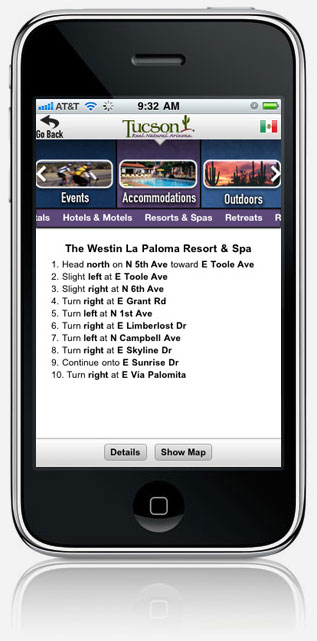 AT&T 9:32 AM
Go Back
Tucson
Real. Natural. Arizona.
Events Accommodations Outdoors
tals Hotels & Motels Resorts & Spas Retreats R
The Westin La Paloma Resort & Spa
1. Head north on N 5th Ave toward E Toole Ave
2. Slight left at E Toole Ave
3. Slight right at N 6th Ave
4. Turn right at E Grant Rd
5. Turn left at N 1st Ave
6. Turn right at E Limberlost Dr
7. Turn left at N Campbell Ave
8. Turn right at E Skyline Dr
9. Continue onto E Sunrise Dr
10. Turn right at E Via Palomita
Details Show Map